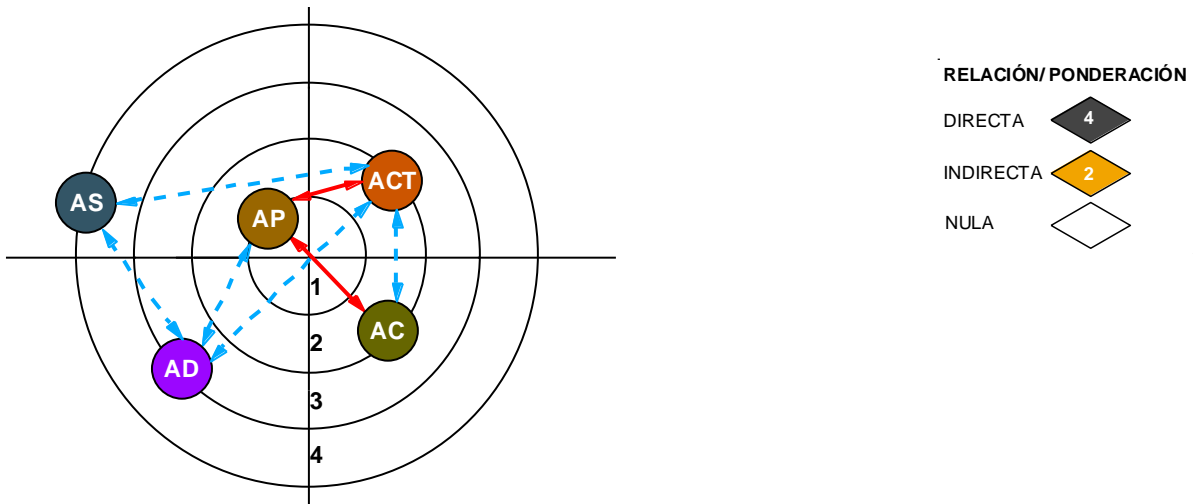 RELACIÓN/ PONDERACIÓN
DIRECTA 4
INDIRECTA 2
NULA
ACT
AS
AP
1
AC
2
AD
3
4